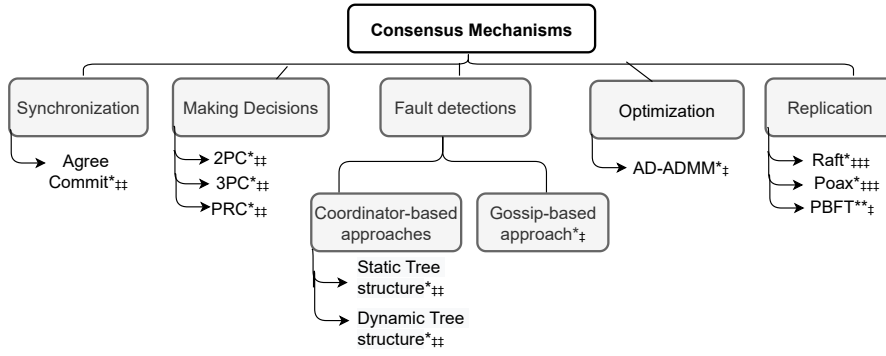 Consensus Mechanisms
Synchronization
Making Decisions
Fault detections
Optimization
Replication
Agree
Commit*‡‡
2PC*‡‡
3PC*‡‡
PRC*‡‡
AD-ADMM*‡
Raft*‡‡‡
Poax*‡‡‡
PBFT**‡
Coordinator-based
approaches
Gossip-based
approach*‡
Static Tree
structure*‡‡
Dynamic Tree
structure*‡‡